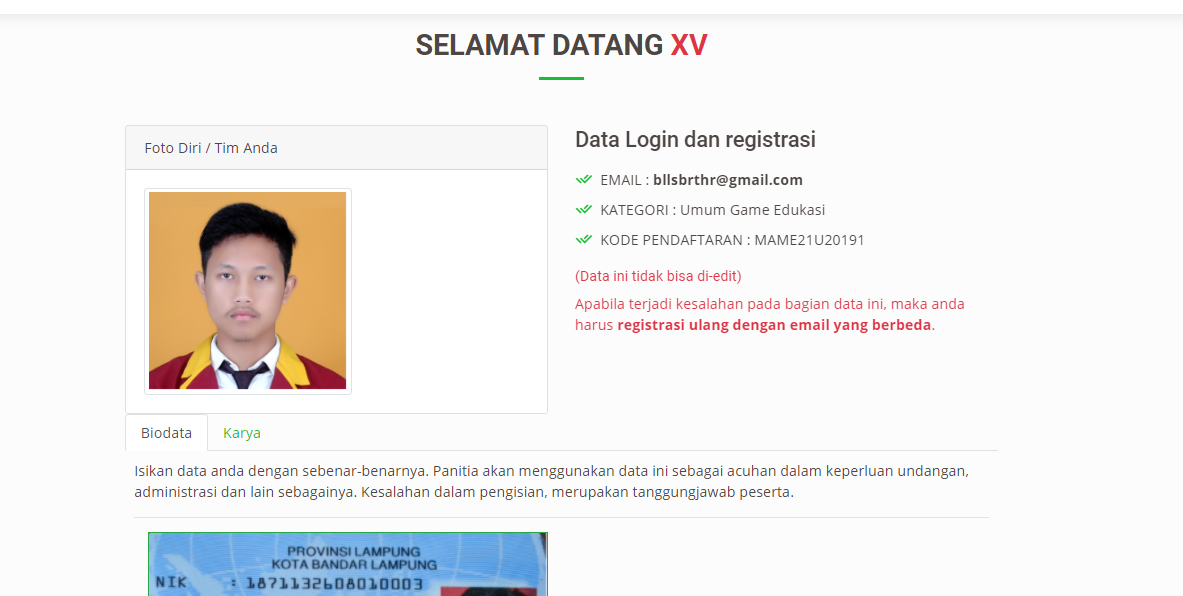 SELAMAT DATANG XV
Foto Diri / Tim Anda
Data Login dan registrasi
EMAIL : bllsbrthr@gmail.com
KATEGORI : Umum Game Edukasi
KODE PENDAFTARAN : MAME21U20191
(Data ini tidak bisa di-edit)
Apabila terjadi kesalahan pada bagian data ini, maka anda
harus registrasi ulang dengan email yang berbeda.
Biodata
Karya
Isikan data anda dengan sebenar-benarnya. Panitia akan menggunakan data ini sebagai acuhan dalam keperluan undangan,
administrasi dan lain sebagainya. Kesalahan dalam pengisian, merupakan tanggungjawab peserta.
PROVINSI LAMPUNG
KOTA BANDAR LAMPUNG
NIK : 1871132608010003